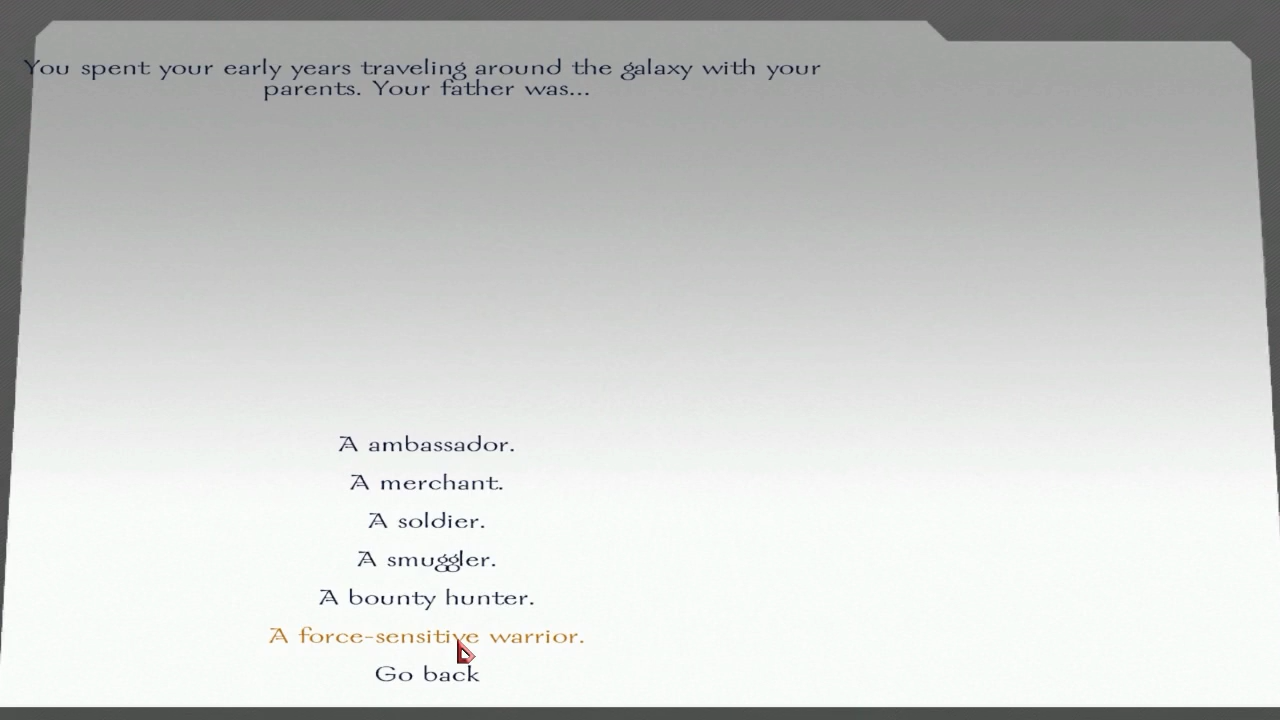 You spent your early years traveling around the galaxy with your
parents. Your father was...
A ambassador.
A merchant.
A soldier.
A smuggler.
A bounty hunter.
A force-sensitive warrior.
Go back